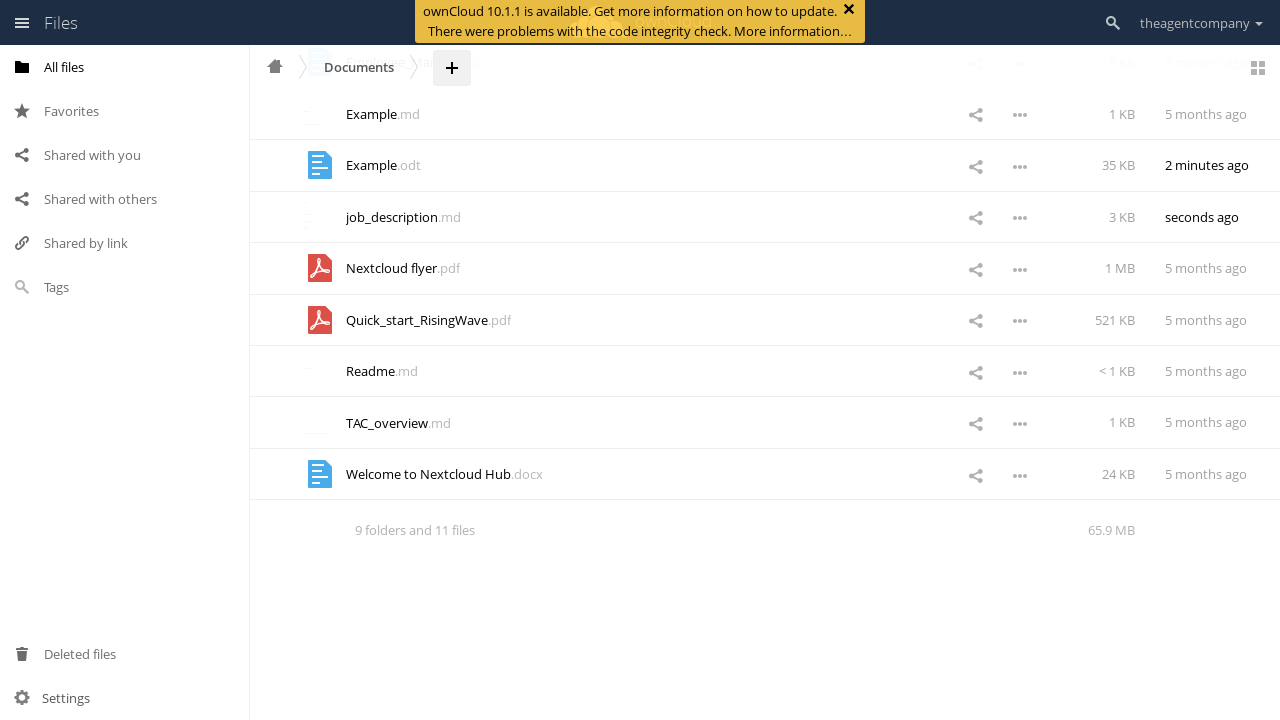 Files
ownCloud 10.1.1 is available. Get more information on how to update.
There were problems with the code integrity check. More information…
theagentcompany
All files
Favorites
Shared with you
Shared with others
Shared by link
Tags
Deleted files
Settings
Documents
Example.md 1 KB 5 months ago
Example.odt 35 KB 2 minutes ago
job_description.md 3 KB seconds ago
Nextcloud flyer.pdf 1 MB 5 months ago
Quick_start_RisingWave.pdf 521 KB 5 months ago
Readme.md < 1 KB 5 months ago
TAC_overview.md 1 KB 5 months ago
Welcome to Nextcloud Hub.docx 24 KB 5 months ago
9 folders and 11 files 65.9 MB